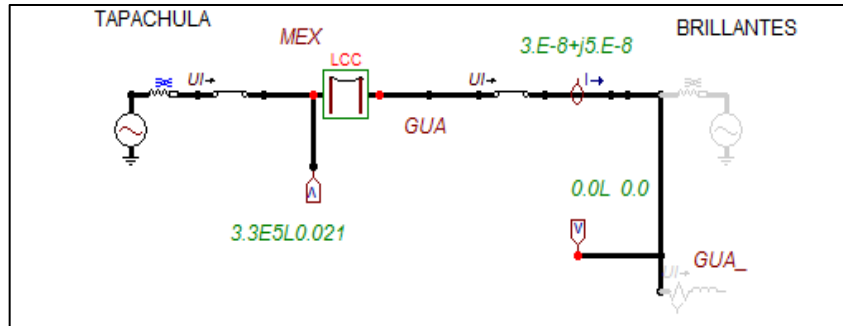 TAPACHULA
BRILLANTES
MEX
3.E-8+j5.E-8
LCC
UI→
UI→
I→
GUA
0.0L 0.0
V
3.3E5L0.021
UI→
GUA_